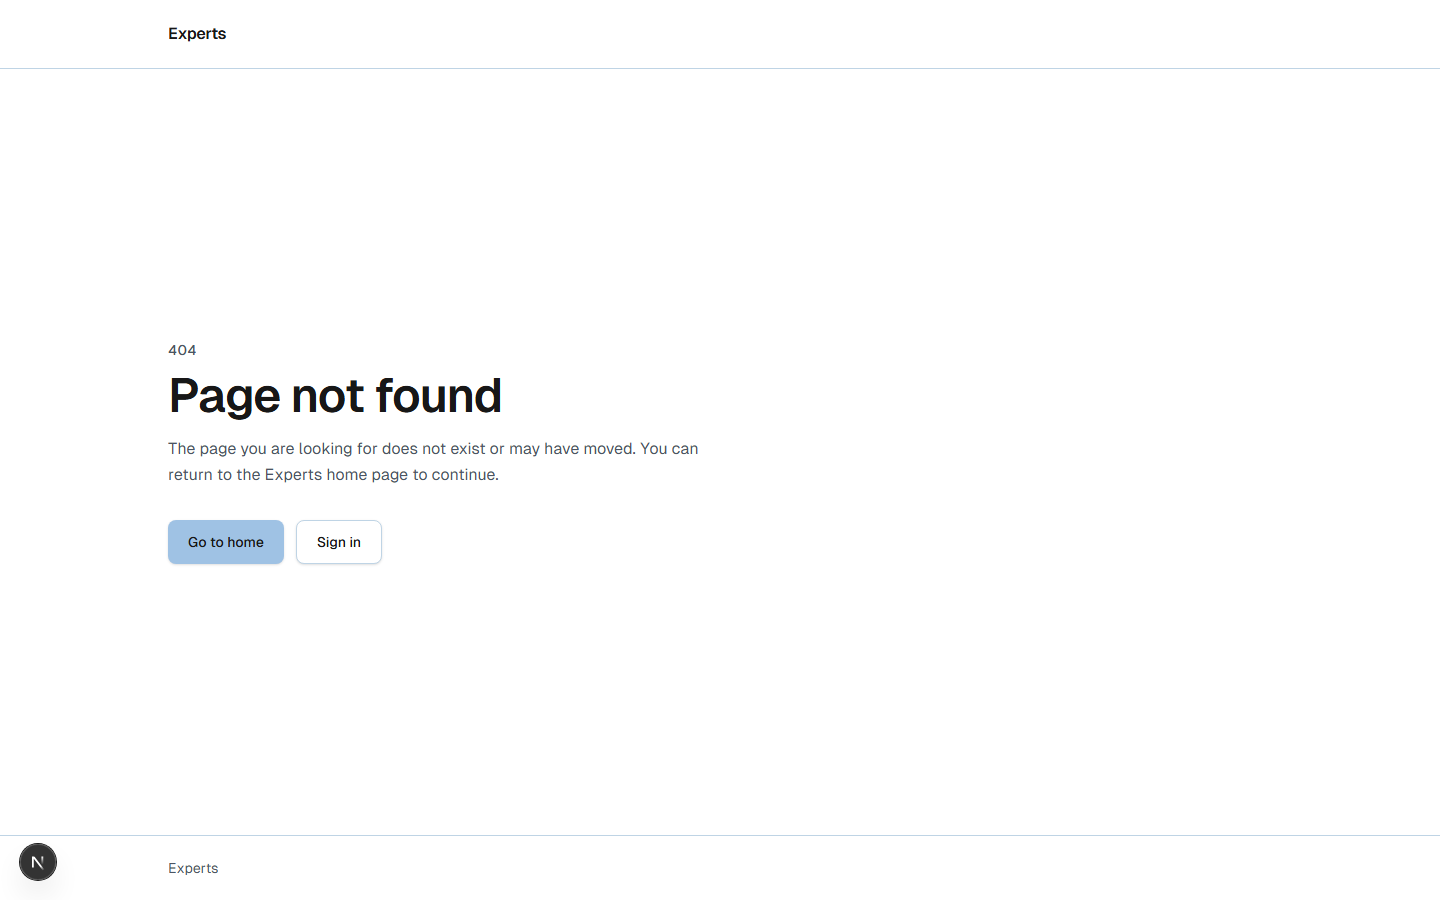 Experts
404
Page not found
The page you are looking for does not exist or may have moved. You can
return to the Experts home page to continue.
Go to home
Sign in
Experts
N